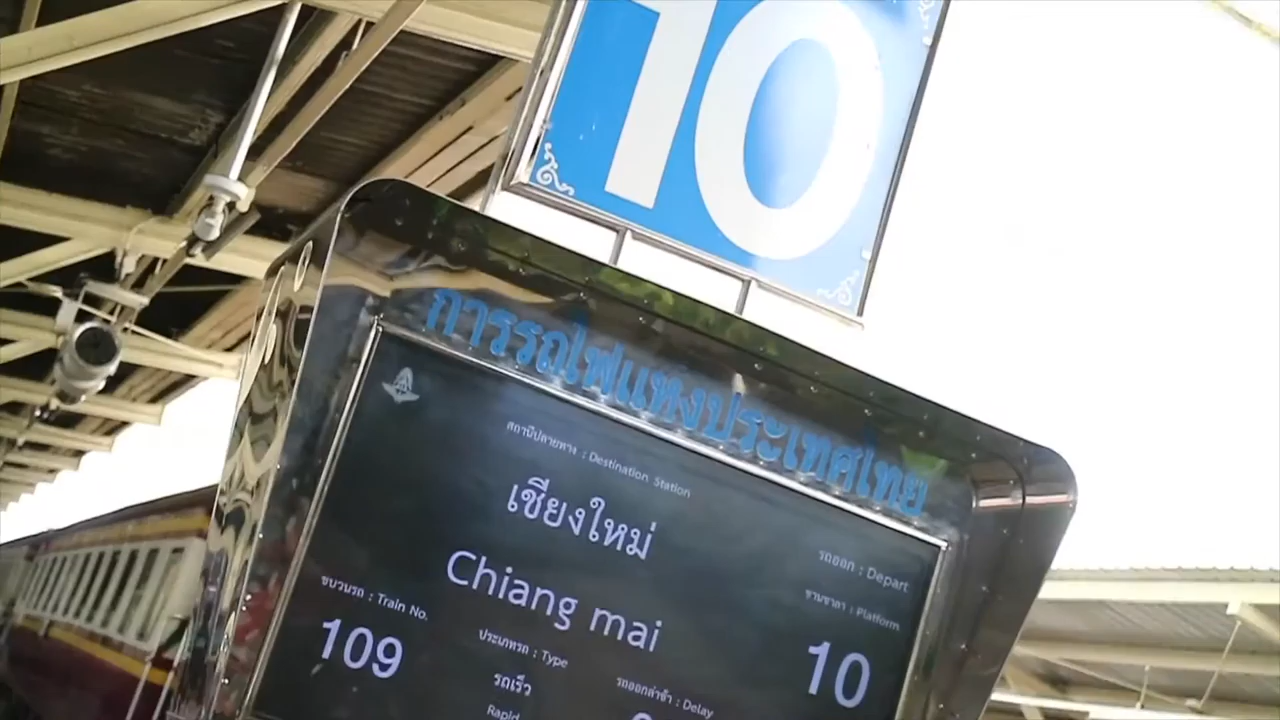 10
การรถไฟแห่งประเทศไทย
สถานีปลายทาง : Destination Station
เชียงใหม่
Chiang mai
รถออก : Depart
ชานชาลา : Platform
10
ขบวนรถ : Train No.
109
ประเภทรถ : Type
รถเร็ว
Rapid
รถออกล่าช้า : Delay